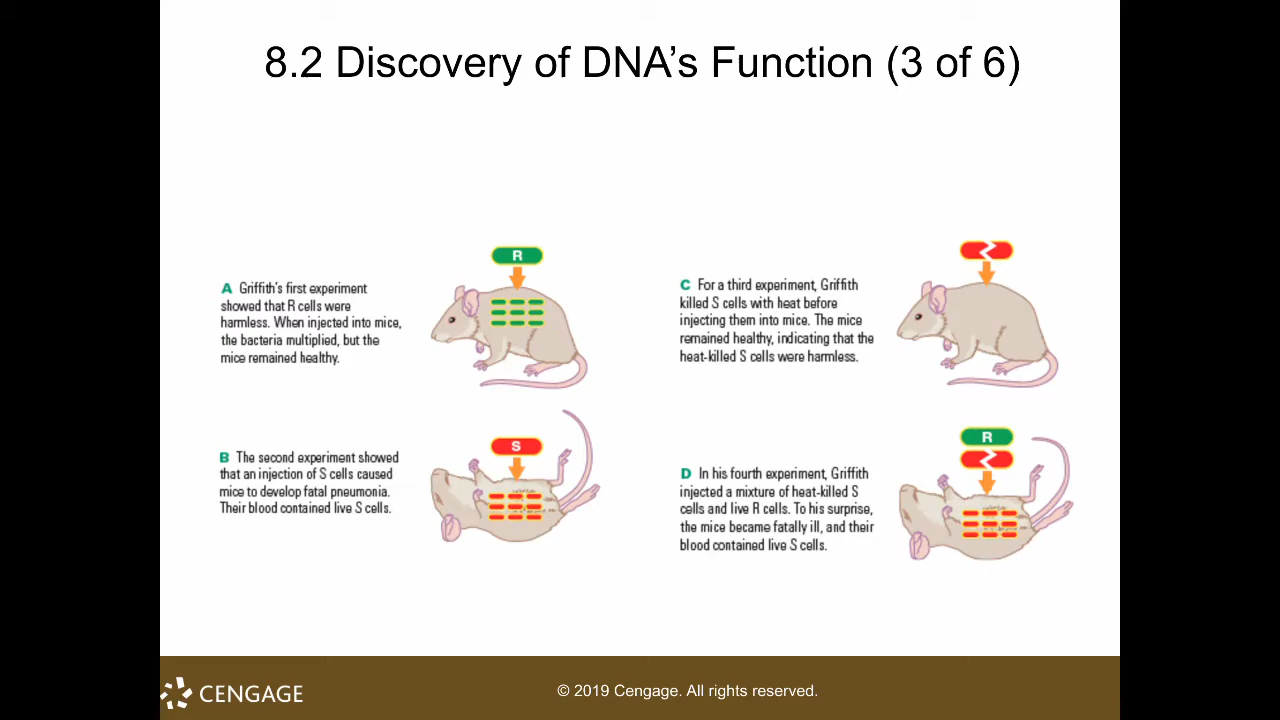 8.2 Discovery of DNA's Function (3 of 6)
R
A Griffith's first experiment
showed that R cells were
harmless. When injected into mice,
the bacteria multiplied, but the
mice remained healthy.
S
B The second experiment showed
that an injection of S cells caused
mice to develop fatal pneumonia.
Their blood contained live S cells.
C For a third experiment, Griffith
killed S cells with heat before
injecting them into mice. The mice
remained healthy, indicating that the
heat-killed S cells were harmless.
R
D In his fourth experiment, Griffith
injected a mixture of heat-killed S
cells and live R cells. To his surprise,
the mice became fatally ill, and their
blood contained live S cells.
CENGAGE
© 2019 Cengage. All rights reserved.